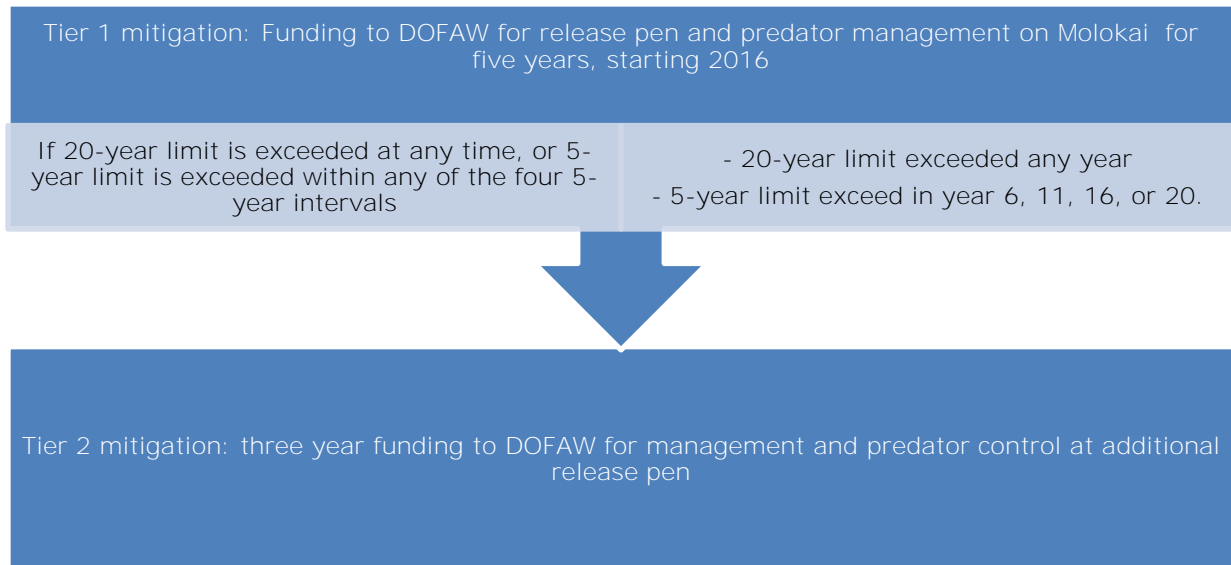 Tier 1 mitigation: Funding to DOFAW for release pen and predator management on Molokai for
five years, starting 2016
If 20-year limit is exceeded at any time, or 5-
year limit is exceeded within any of the four 5-
year intervals
- 20-year limit exceeded any year
- 5-year limit exceed in year 6, 11, 16, or 20.
Tier 2 mitigation: three year funding to DOFAW for management and predator control at additional
release pen